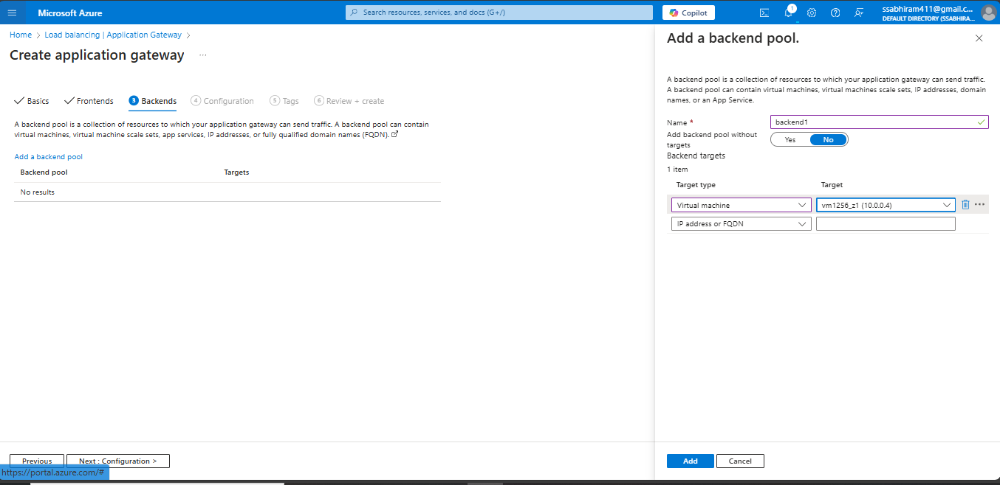 Microsoft Azure
Search resources, services, and docs (G+/)
Copilot
1
ssabhiram411@gmail.c...
DEFAULT DIRECTORY (SSABHIRA...
Home > Load balancing | Application Gateway >
Create application gateway ...
Basics
Frontends
3 Backends
4 Configuration
5 Tags
6 Review + create
A backend pool is a collection of resources to which your application gateway can send traffic. A backend pool can contain
virtual machines, virtual machine scale sets, app services, IP addresses, or fully qualified domain names (FQDN).
Add a backend pool
Backend pool Targets
No results
Previous
Next : Configuration >
https://portal.azure.com/#
Add a backend pool.
A backend pool is a collection of resources to which your application gateway can send traffic.
A backend pool can contain virtual machines, virtual machines scale sets, IP addresses, domain
names, or an App Service.
Name * backend1
Add backend pool without
targets
Yes No
Backend targets
1 item
Target type Target
Virtual machine vm1256_z1 (10.0.0.4)
IP address or FQDN
Add
Cancel